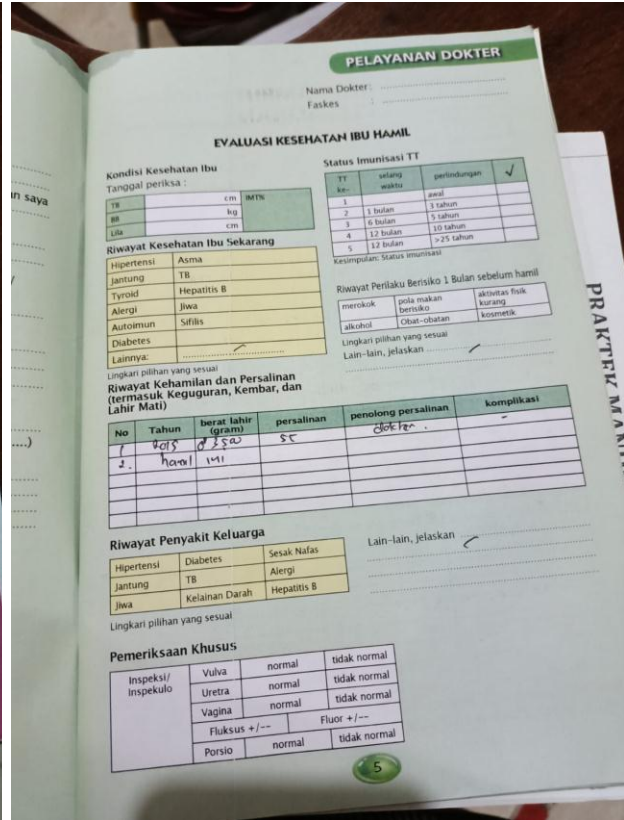 PELAYANAN DOKTER
Nama Dokter:
Faskes :
EVALUASI KESEHATAN IBU HAMIL
n saya
....)
Kondisi Kesehatan Ibu
Tanggal periksa :
TB cm IMT%
BB kg
Lila cm
Status Imunisasi TT
TT ke- selang waktu perlindungan √
1 awal
2 1 bulan 3 tahun
3 6 bulan 5 tahun
4 12 bulan 10 tahun
5 12 bulan >25 tahun
Kesimpulan: Status imunisasi
Riwayat Kesehatan Ibu Sekarang
Hipertensi Asma
Jantung TB
Tyroid Hepatitis B
Alergi Jiwa
Autoimun Sifilis
Diabetes
Lainnya:
Lingkari pilihan yang sesuai
Riwayat Perilaku Berisiko 1 Bulan sebelum hamil
merokok pola makan berisiko aktivitas fisik kurang
alkohol Obat-obatan kosmetik
Lingkari pilihan yang sesuai
Lain-lain, jelaskan
Riwayat Kehamilan dan Persalinan
(termasuk Keguguran, Kembar, dan
Lahir Mati)
No Tahun berat lahir (gram) persalinan penolong persalinan komplikasi
1 2015 SC dokter. -
2. hamil ini
Riwayat Penyakit Keluarga
Hipertensi Diabetes Sesak Nafas
Jantung TB Alergi
Jiwa Kelainan Darah Hepatitis B
Lingkari pilihan yang sesuai
Lain-lain, jelaskan
Pemeriksaan Khusus
Inspeksi/
Inspekulo
Vulva normal tidak normal
Uretra normal tidak normal
Vagina normal tidak normal
Fluksus +/-- Fluor +/--
Porsio normal tidak normal
5
PRAKTEK